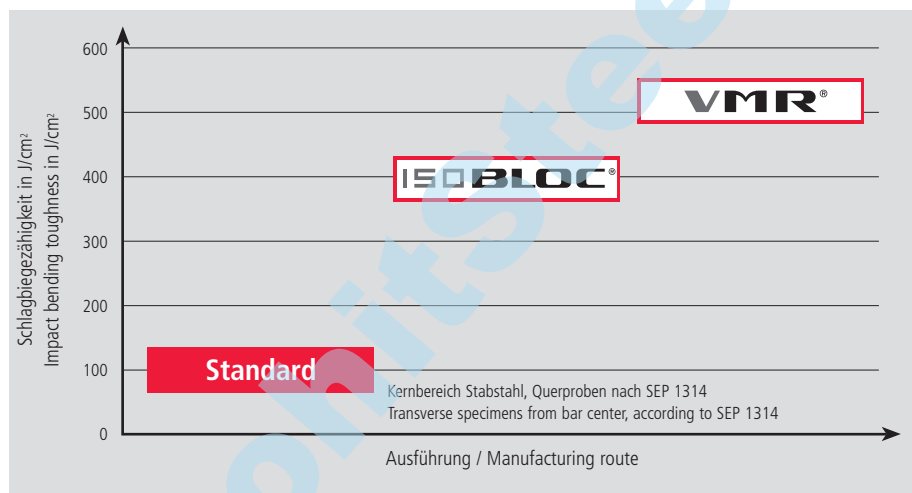 Schlagbiegezähigkeit in J/cm²
Impact bending toughness in J/cm²
600
500
400
300
200
100
0
VMR®
ISOBLOC®
Standard
Kernbereich Stabstahl, Querproben nach SEP 1314
Transverse specimens from bar center, according to SEP 1314
Ausführung / Manufacturing route
ohitStee